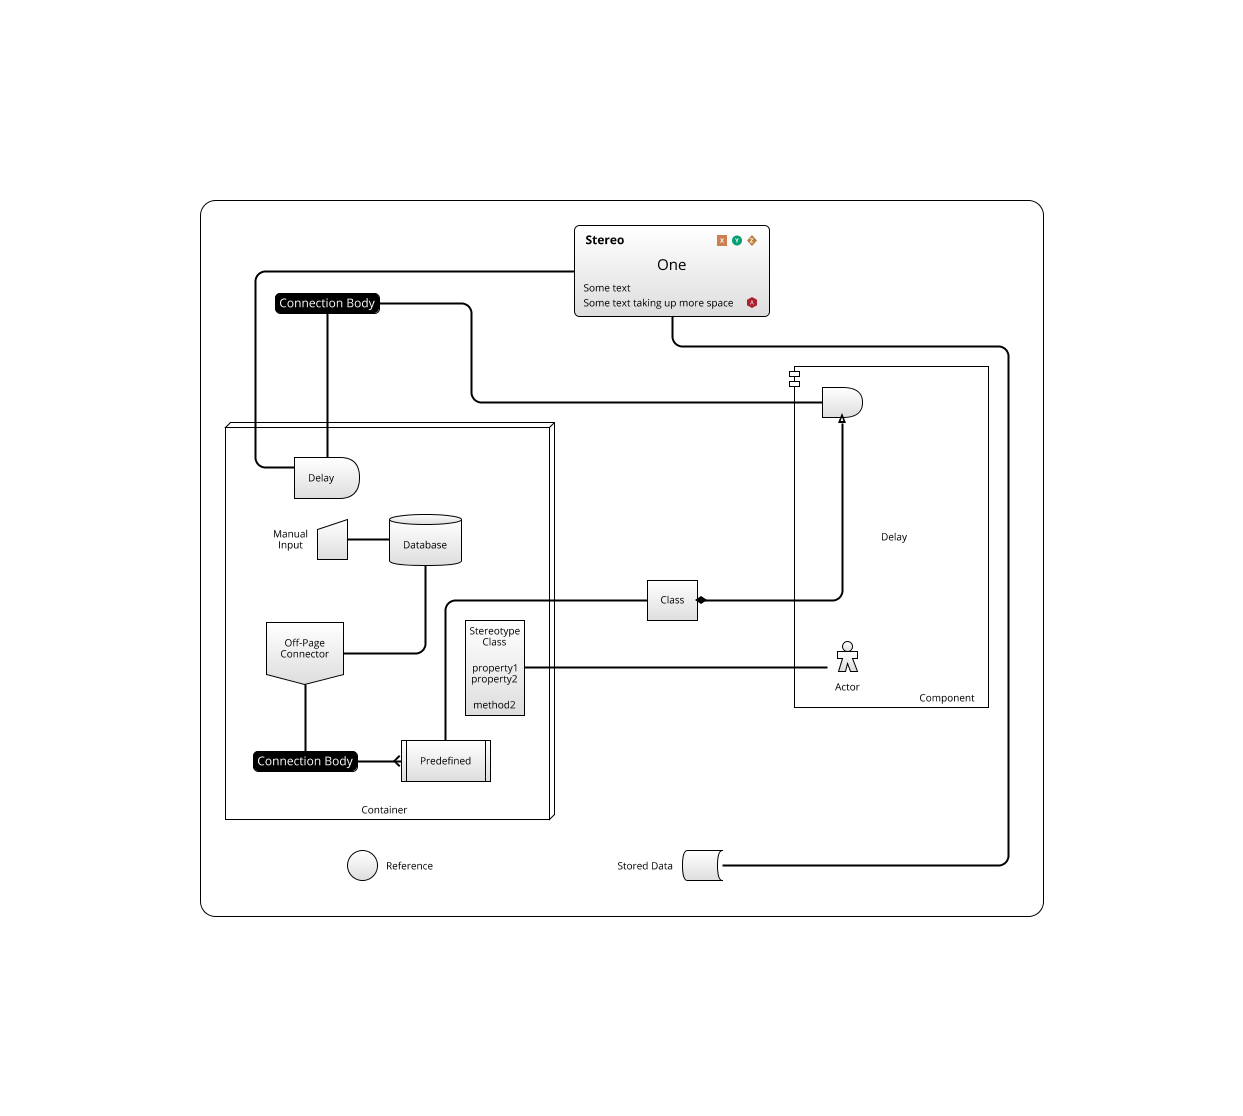 Stereo
X Y Z
One
Some text
Some text taking up more space
A
Connection Body
Delay
Manual
Input
Database
Off-Page
Connector
Connection Body
Predefined
Container
Stereotype
Class
property1
property2
method2
Class
Delay
Actor
Component
Reference
Stored Data